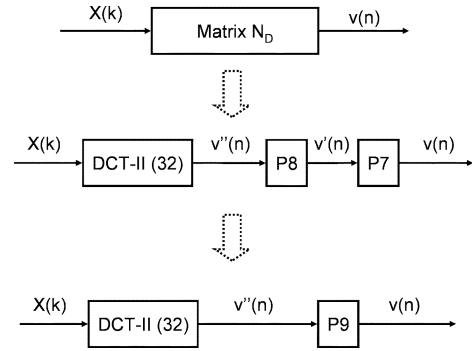 X(k) Matrix N_D v(n)
X(k) DCT-II (32) v''(n) P8 v'(n) P7 v(n)
X(k) DCT-II (32) v''(n) P9 v(n)